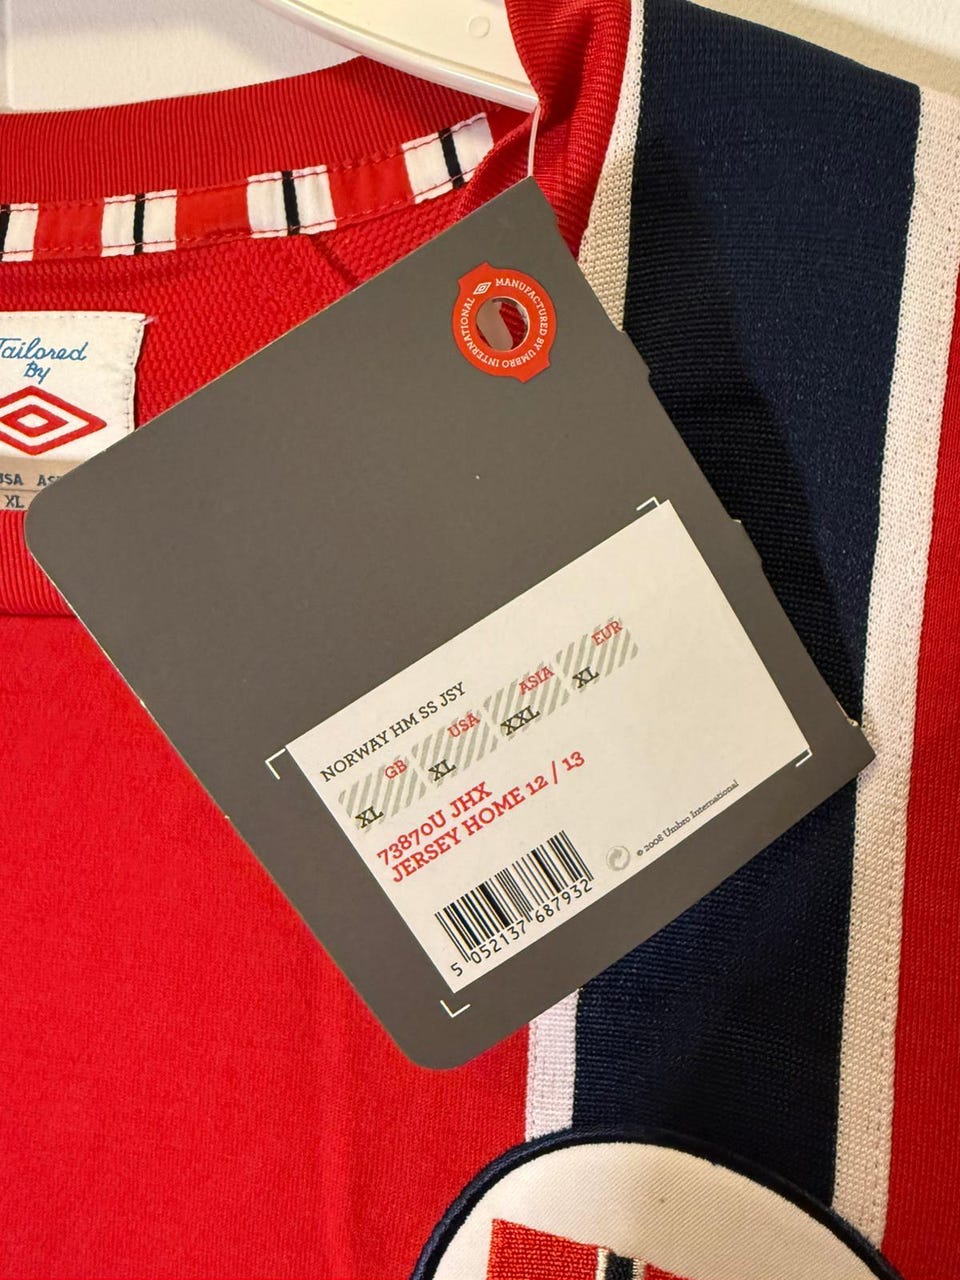 MANUFACTURED BY UMBRO INTERNATIONAL
Tailored
By
USA
XL
NORWAY HM SS JSY
GB USA ASIA EUR
XL XL XXL XL
73870U JHX
JERSEY HOME 12 / 13
5 052137 687932
© 2008 Umbro International